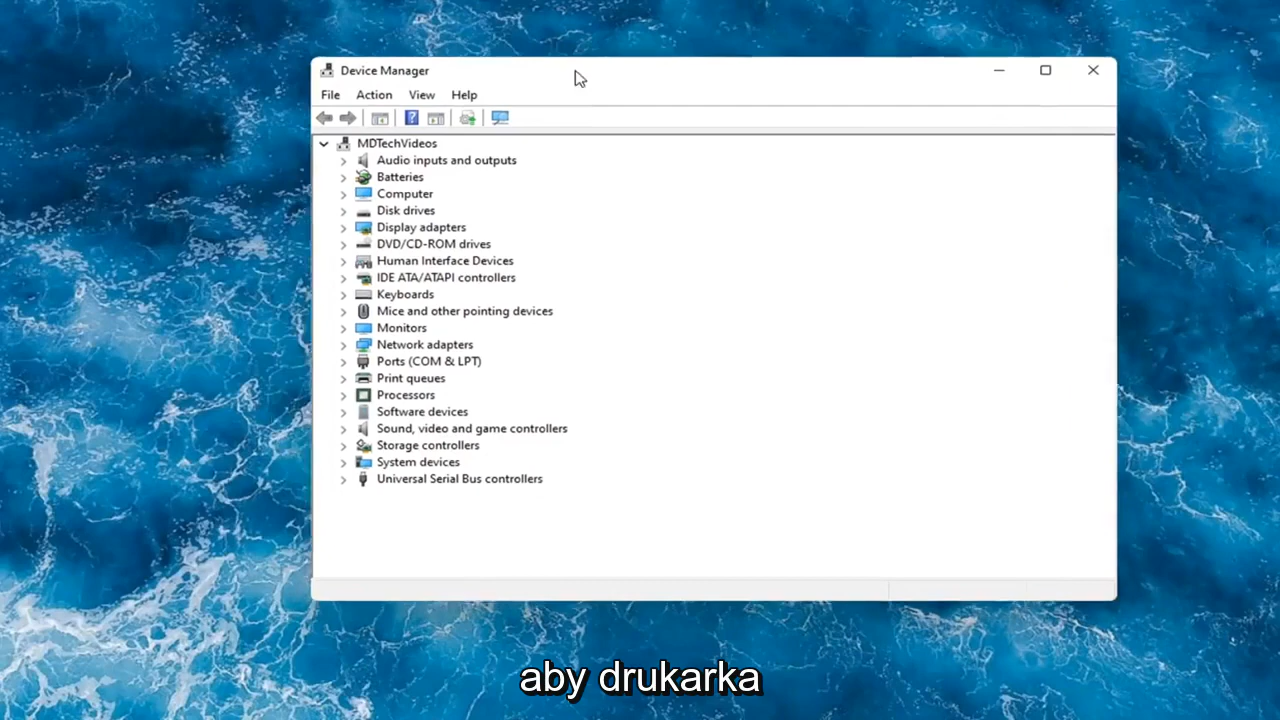 Device Manager
File Action View Help
MDTechVideos
Audio inputs and outputs
Batteries
Computer
Disk drives
Display adapters
DVD/CD-ROM drives
Human Interface Devices
IDE ATA/ATAPI controllers
Keyboards
Mice and other pointing devices
Monitors
Network adapters
Ports (COM & LPT)
Print queues
Processors
Software devices
Sound, video and game controllers
Storage controllers
System devices
Universal Serial Bus controllers
aby drukarka